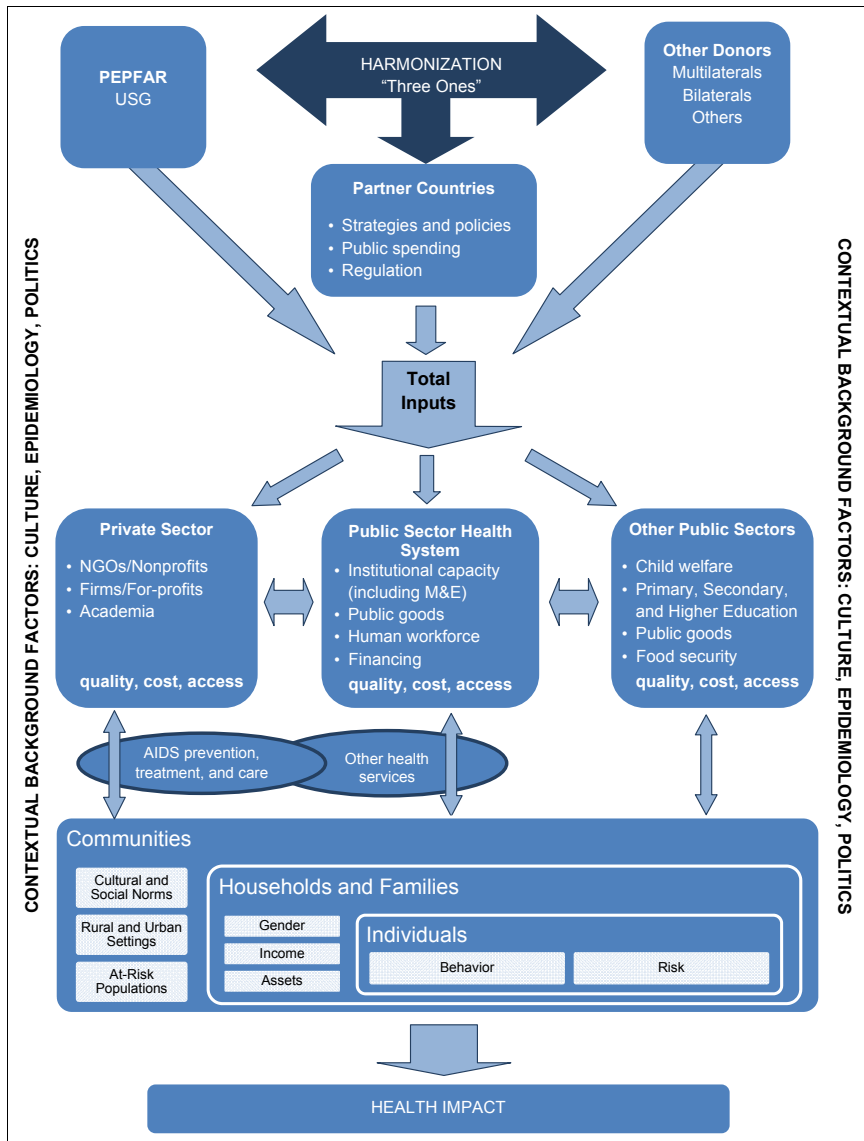 PEPFAR
USG
HARMONIZATION
“Three Ones”
Other Donors
Multilaterals
Bilaterals
Others
Partner Countries
• Strategies and policies
• Public spending
• Regulation
CONTEXTUAL BACKGROUND FACTORS: CULTURE, EPIDEMIOLOGY, POLITICS
CONTEXTUAL BACKGROUND FACTORS: CULTURE, EPIDEMIOLOGY, POLITICS
Total
Inputs
Private Sector
• NGOs/Nonprofits
• Firms/For-profits
• Academia
quality, cost, access
Public Sector Health
System
• Institutional capacity
(including M&E)
• Public goods
• Human workforce
• Financing
quality, cost, access
Other Public Sectors
• Child welfare
• Primary, Secondary,
and Higher Education
• Public goods
• Food security
quality, cost, access
AIDS prevention,
treatment, and care
Other health
services
Communities
Cultural and
Social Norms
Rural and Urban
Settings
At-Risk
Populations
Households and Families
Gender
Income
Assets
Individuals
Behavior
Risk
HEALTH IMPACT